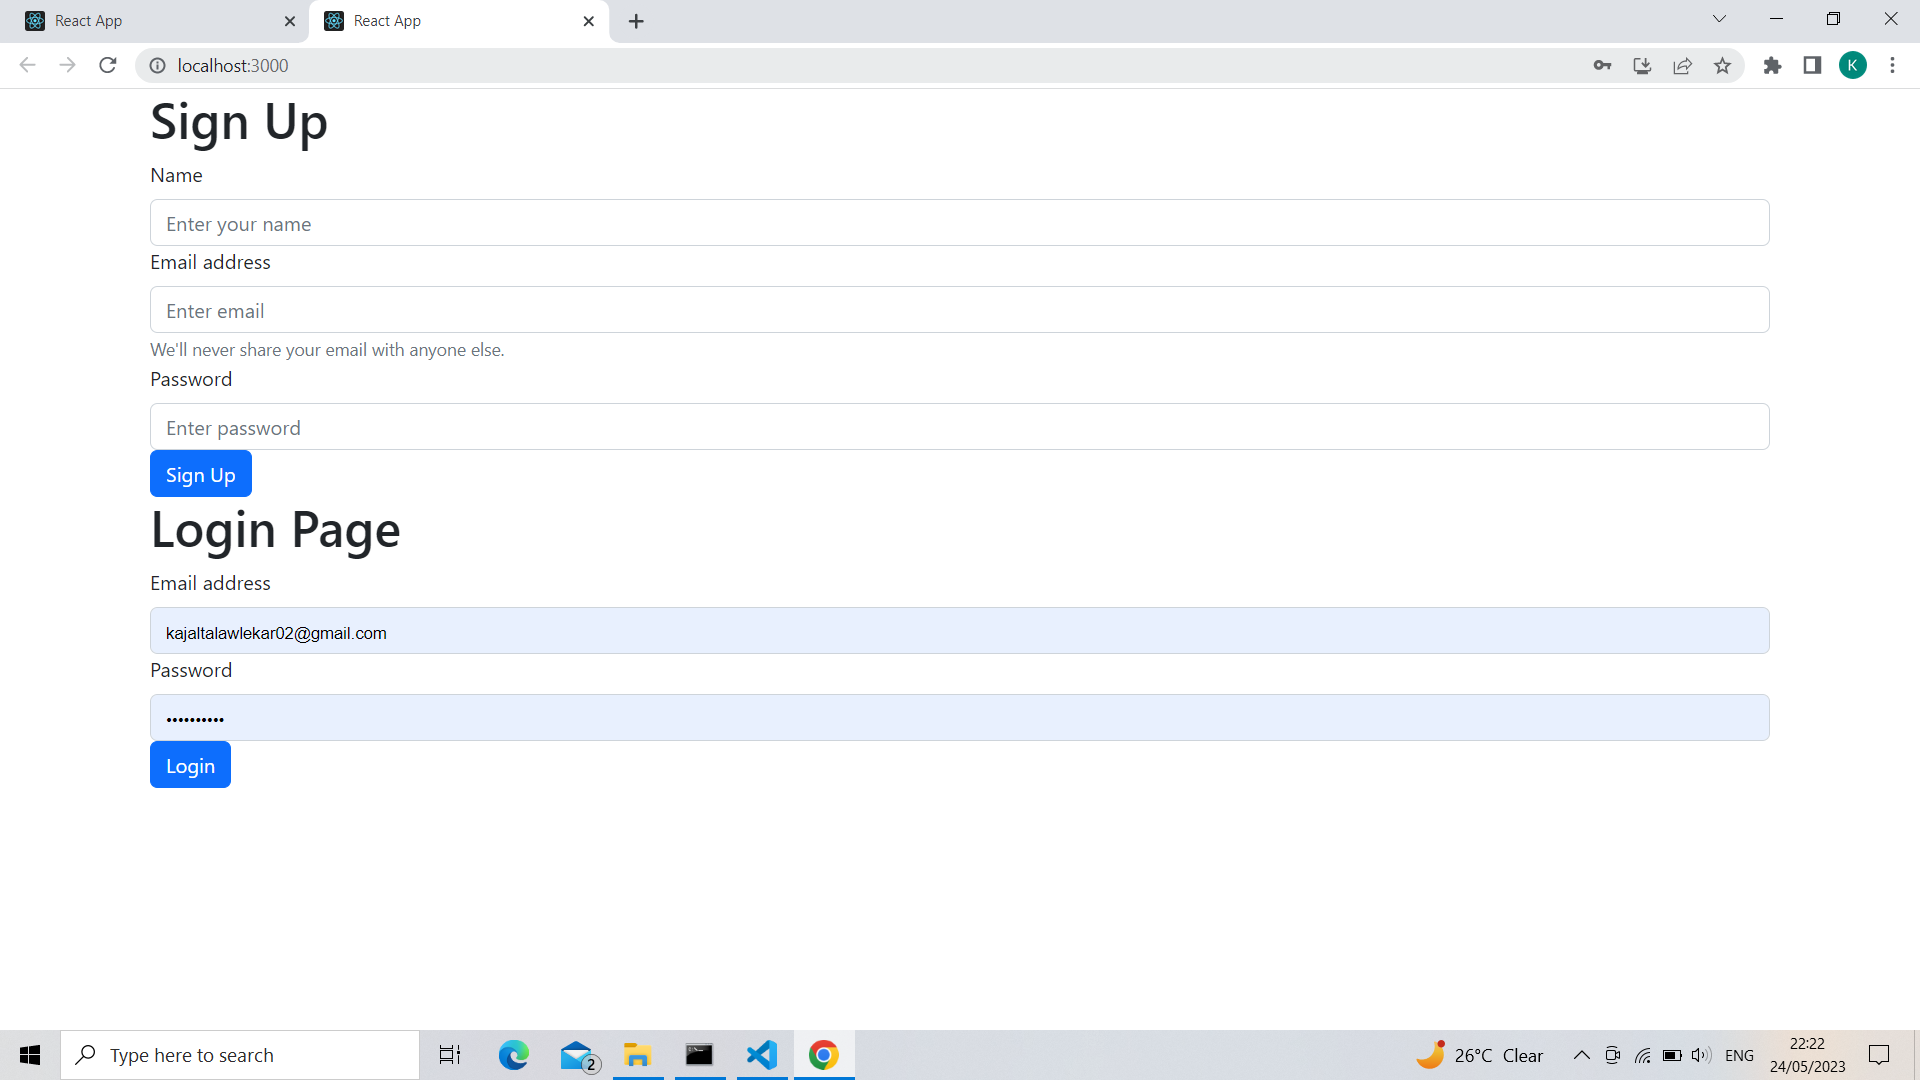 React App
React App
localhost:3000
K
Sign Up
Name
Enter your name
Email address
Enter email
We'll never share your email with anyone else.
Password
Enter password
Sign Up
Login Page
Email address
kajaltalawlekar02@gmail.com
Password
••••••••••
Login
Type here to search
2
26°C Clear
ENG
22:22
24/05/2023